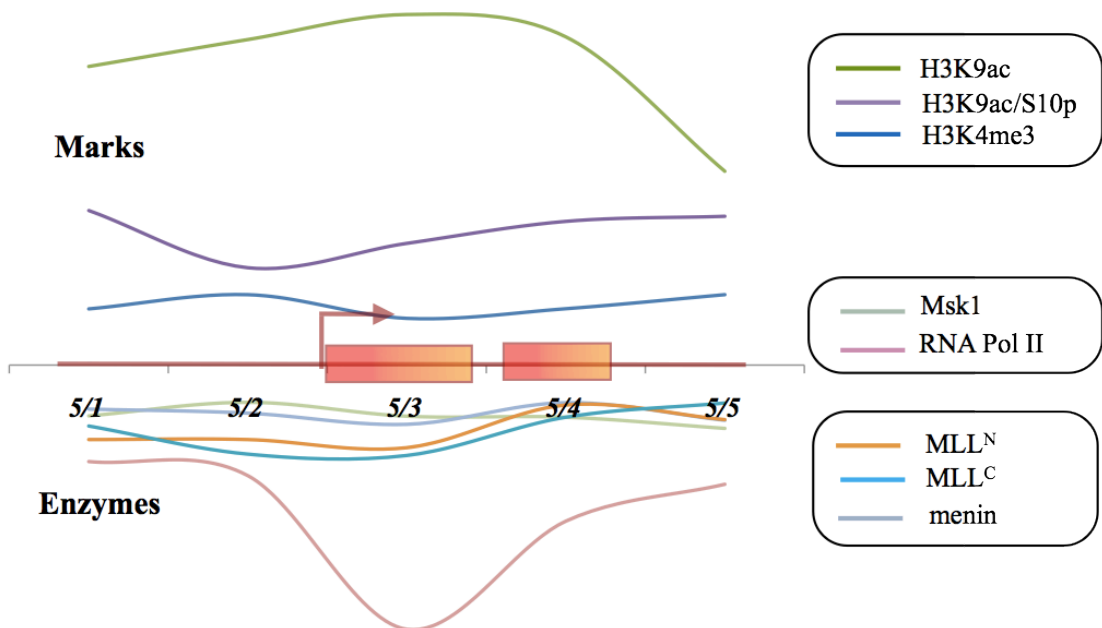 H3K9ac
H3K9ac/S10p
H3K4me3
Marks
Msk1
RNA Pol II
5/1 5/2 5/3 5/4 5/5
MLLᴺ
MLLᶜ
menin
Enzymes